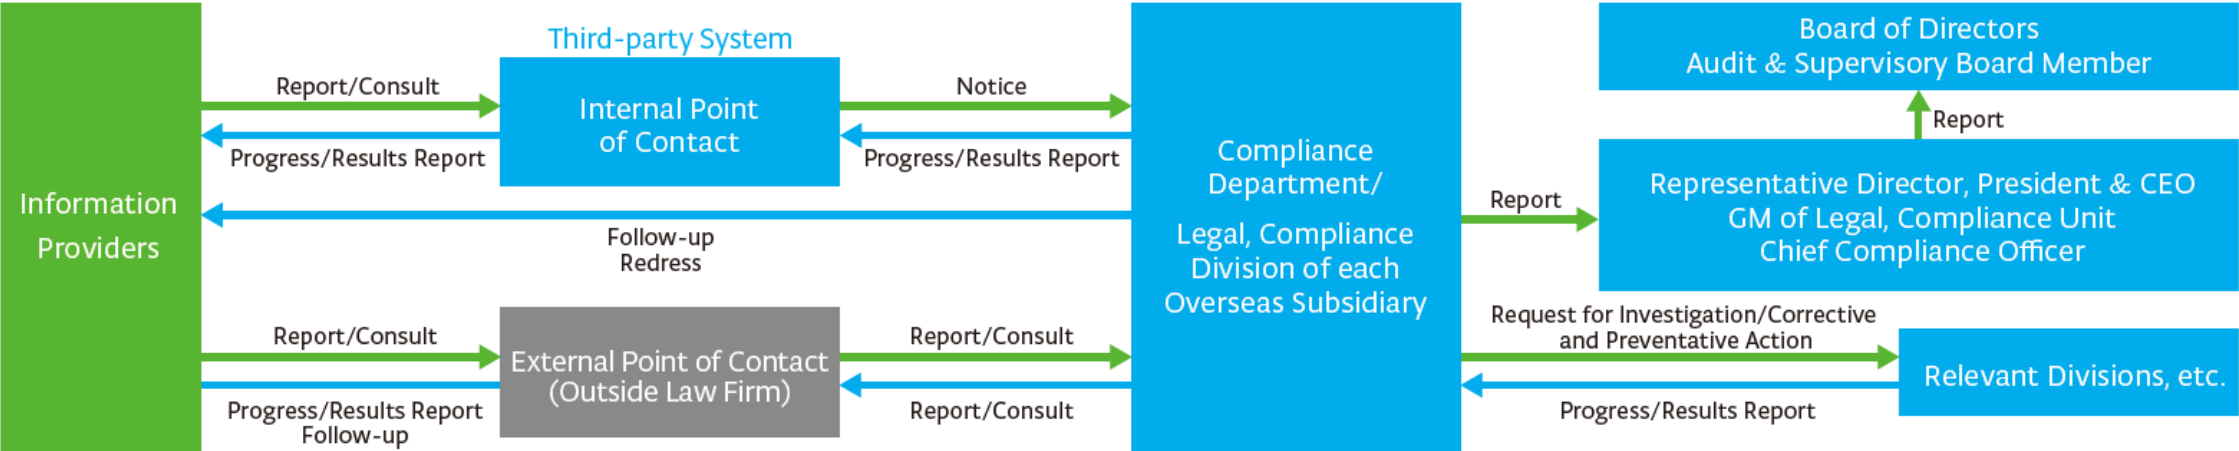 Information
Providers
Report/Consult
Progress/Results Report
Third-party System
Internal Point
of Contact
Notice
Progress/Results Report
Follow-up
Redress
Report/Consult
Progress/Results Report
Follow-up
External Point of Contact
(Outside Law Firm)
Report/Consult
Report/Consult
Compliance
Department/
Legal, Compliance
Division of each
Overseas Subsidiary
Report
Board of Directors
Audit & Supervisory Board Member
Report
Representative Director, President & CEO
GM of Legal, Compliance Unit
Chief Compliance Officer
Request for Investigation/Corrective
and Preventative Action
Progress/Results Report
Relevant Divisions, etc.